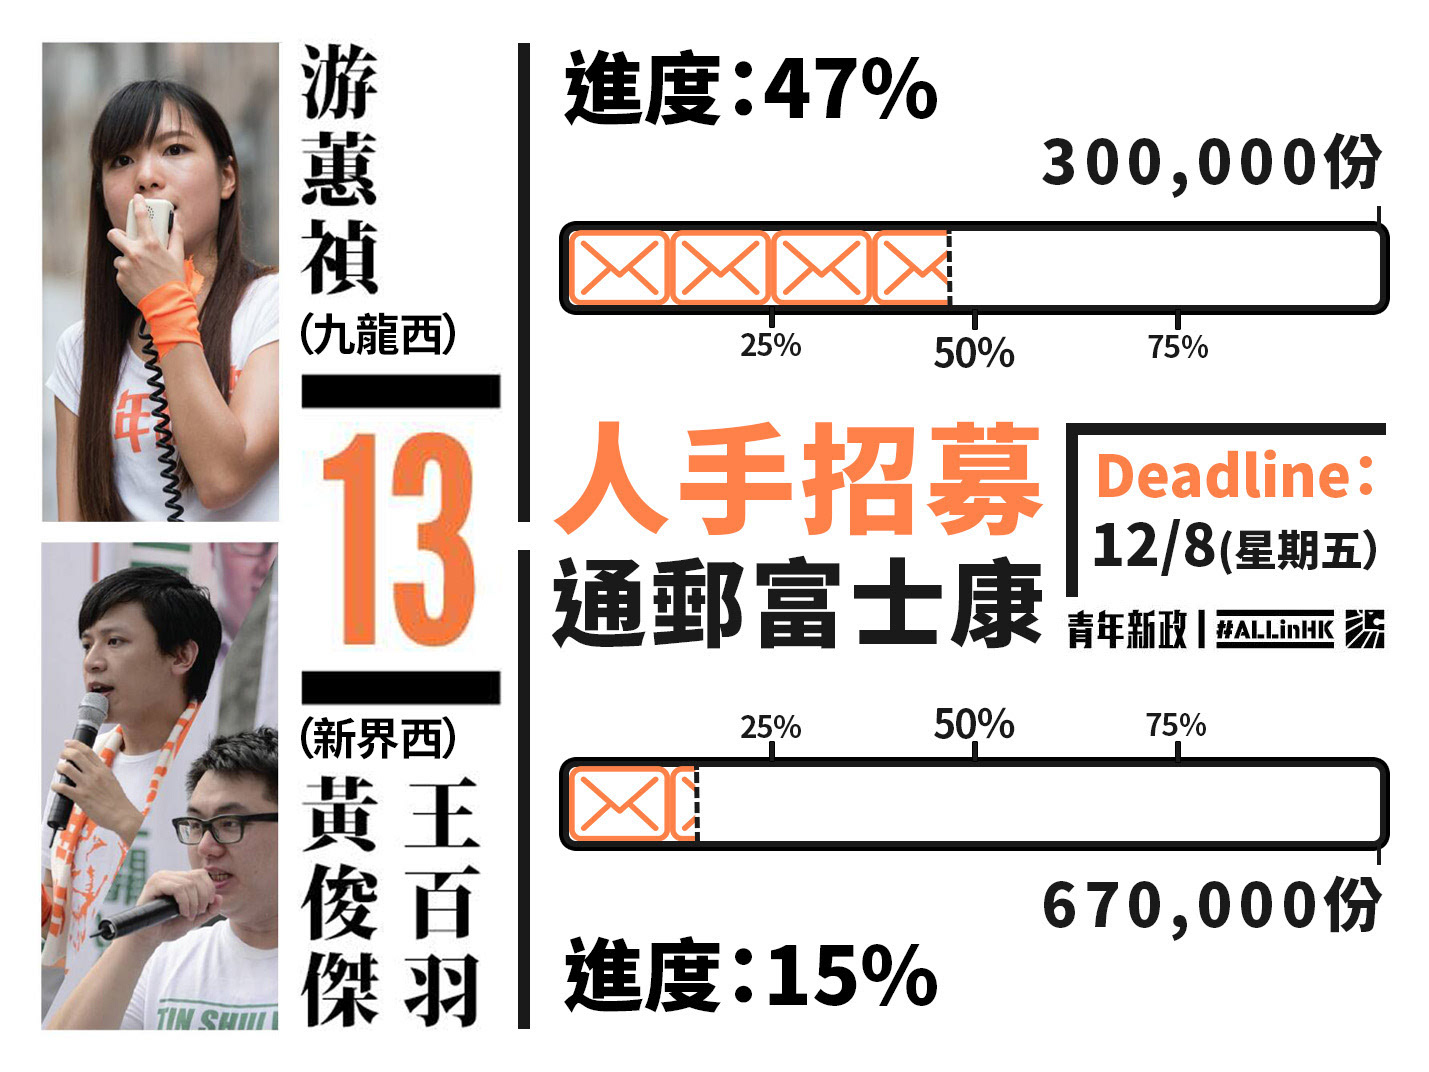 游蕙禎
(九龍西)
13
(新界西)
王百羽
黃俊傑
進度：47%
300,000份
25%
50%
75%
人手招募
通郵富士康
Deadline：
12/8(星期五)
青年新政 | #ALLinHK
25%
50%
75%
670,000份
進度：15%
年
TIN SHUI